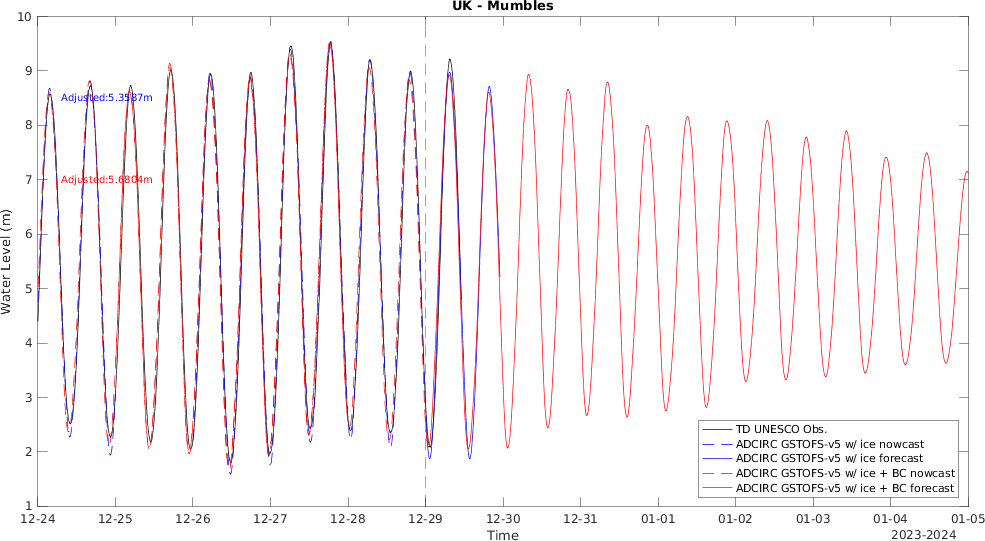 UK - Mumbles
10
9
8
7
6
5
4
3
2
1
Water Level (m)
Adjusted:5.3587m
Adjusted:5.6804m
TD UNESCO Obs.
ADCIRC GSTOFS-v5 w/ ice nowcast
ADCIRC GSTOFS-v5 w/ ice forecast
ADCIRC GSTOFS-v5 w/ ice + BC nowcast
ADCIRC GSTOFS-v5 w/ ice + BC forecast
12-24 12-25 12-26 12-27 12-28 12-29 12-30 12-31 01-01 01-02 01-03 01-04 01-05
Time
2023-2024